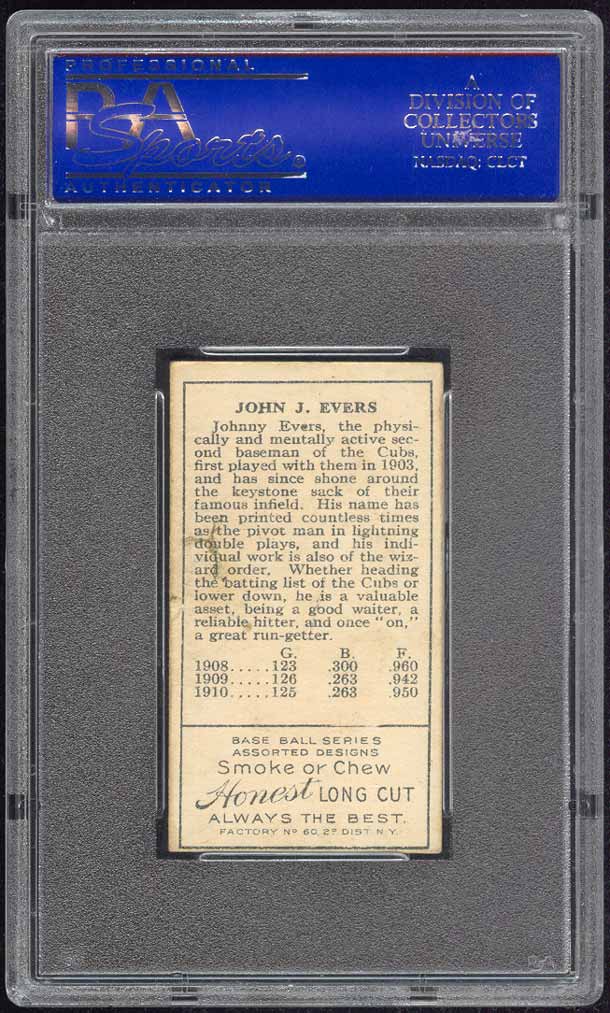 PROFESSIONAL
PSA
Sports®
AUTHENTICATOR
A
DIVISION OF
COLLECTORS
UNIVERSE
NASDAQ: CLCT
JOHN J. EVERS
Johnny Evers, the physi-
cally and mentally active sec-
ond baseman of the Cubs,
first played with them in 1903,
and has since shone around
the keystone sack of their
famous infield. His name has
been printed countless times
as the pivot man in lightning
double plays, and his indi-
vidual work is also of the wiz-
ard order. Whether heading
the batting list of the Cubs or
lower down, he is a valuable
asset, being a good waiter, a
reliable hitter, and once "on,"
a great run-getter.
G. B. F.
1908.....123 .300 .960
1909.....126 .263 .942
1910.....125 .263 .950
BASE BALL SERIES
ASSORTED DESIGNS
Smoke or Chew
Honest LONG CUT
ALWAYS THE BEST.
FACTORY Nº 60, 2D DIST. N.Y.
PSA